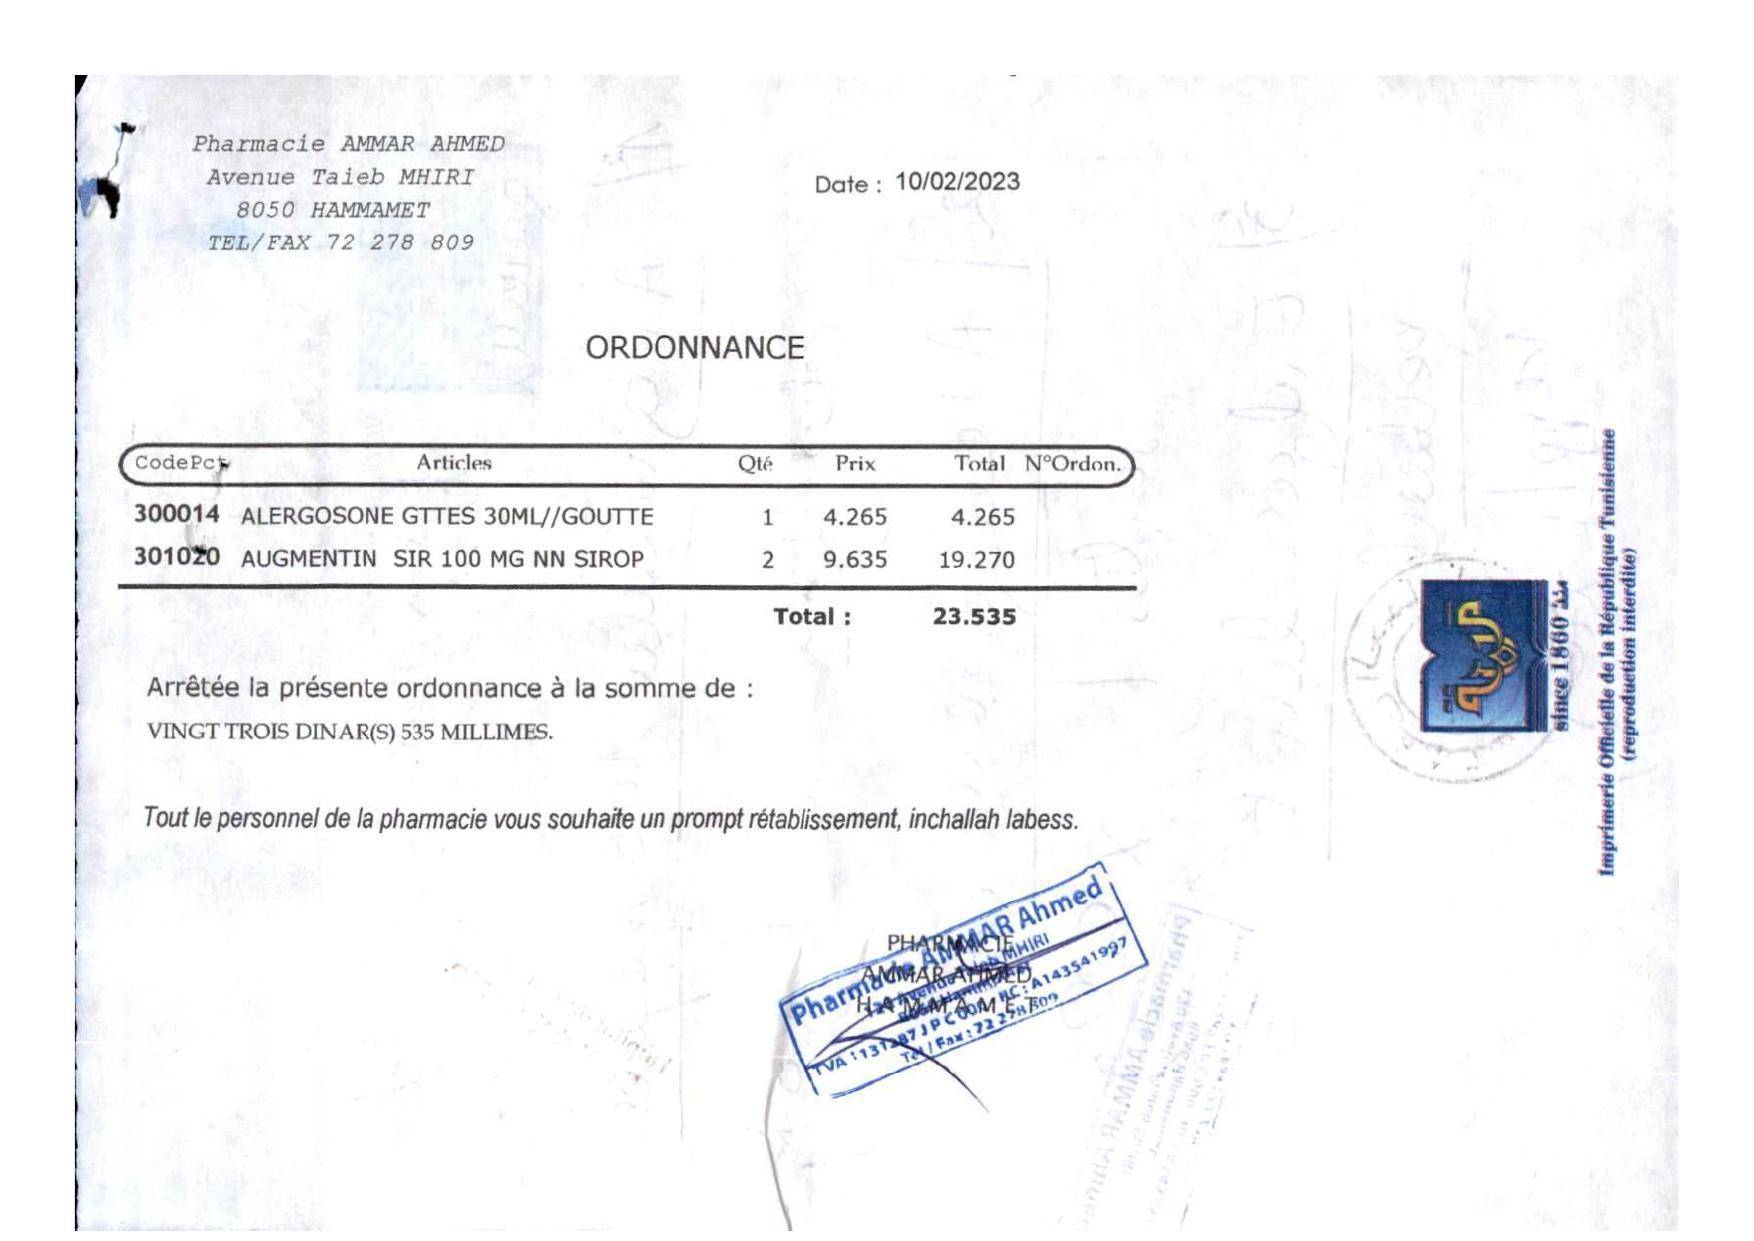 Pharmacie AMMAR AHMED
Avenue Taieb MHIRI
8050 HAMMAMET
TEL/FAX 72 278 809
Date : 10/02/2023
ORDONNANCE
CodePct Articles Qté Prix Total N°Ordon.
300014 ALERGOSONE GTTES 30ML//GOUTTE 1 4.265 4.265
301020 AUGMENTIN SIR 100 MG NN SIROP 2 9.635 19.270
Total : 23.535
Arrêtée la présente ordonnance à la somme de :
VINGT TROIS DINAR(S) 535 MILLIMES.
Tout le personnel de la pharmacie vous souhaite un prompt rétablissement, inchallah labess.
PHARMACIE
AMMAR AHMED
H A M M A M E T
Pharmacie AMMAR Ahmed
Avenue Taieb MHIRI
RC : A143541997
Tél / Fax : 72 278 809
since 1860 منذ
Imprimerie Officielle de la République Tunisienne
(reproduction interdite)